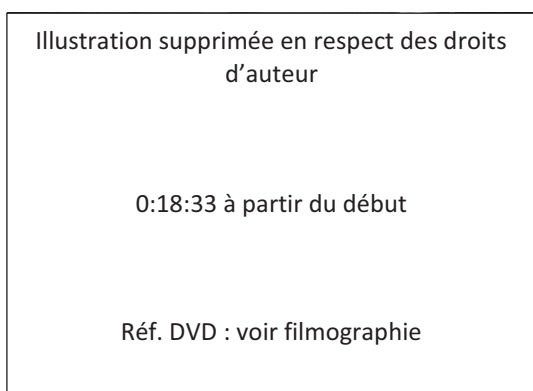 Illustration supprimée en respect des droits
d’auteur
0:18:33 à partir du début
Réf. DVD : voir filmographie